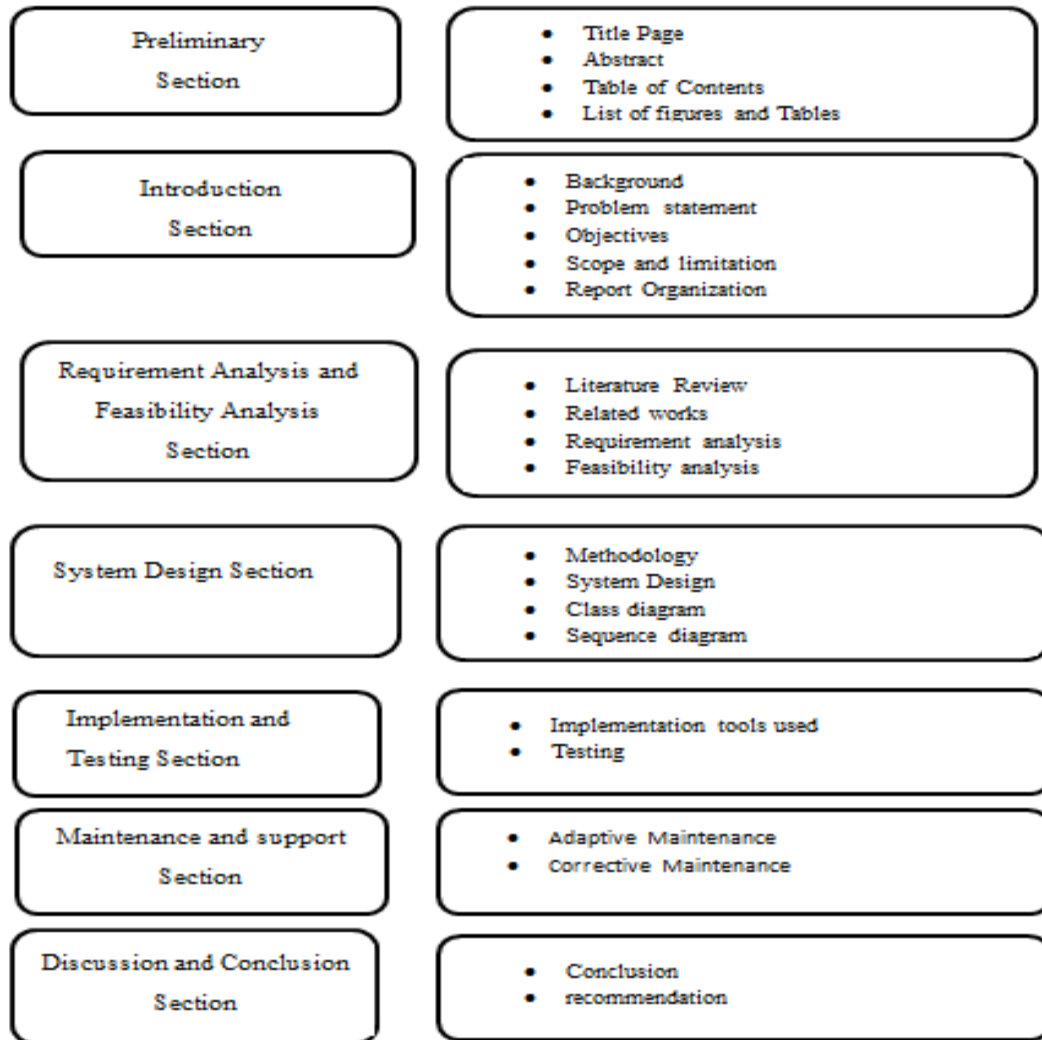 Preliminary
Section
• Title Page
• Abstract
• Table of Contents
• List of figures and Tables
Introduction
Section
• Background
• Problem statement
• Objectives
• Scope and limitation
• Report Organization
Requirement Analysis and
Feasibility Analysis
Section
• Literature Review
• Related works
• Requirement analysis
• Feasibility analysis
System Design Section
• Methodology
• System Design
• Class diagram
• Sequence diagram
Implementation and
Testing Section
• Implementation tools used
• Testing
Maintenance and support
Section
• Adaptive Maintenance
• Corrective Maintenance
Discussion and Conclusion
Section
• Conclusion
• recommendation